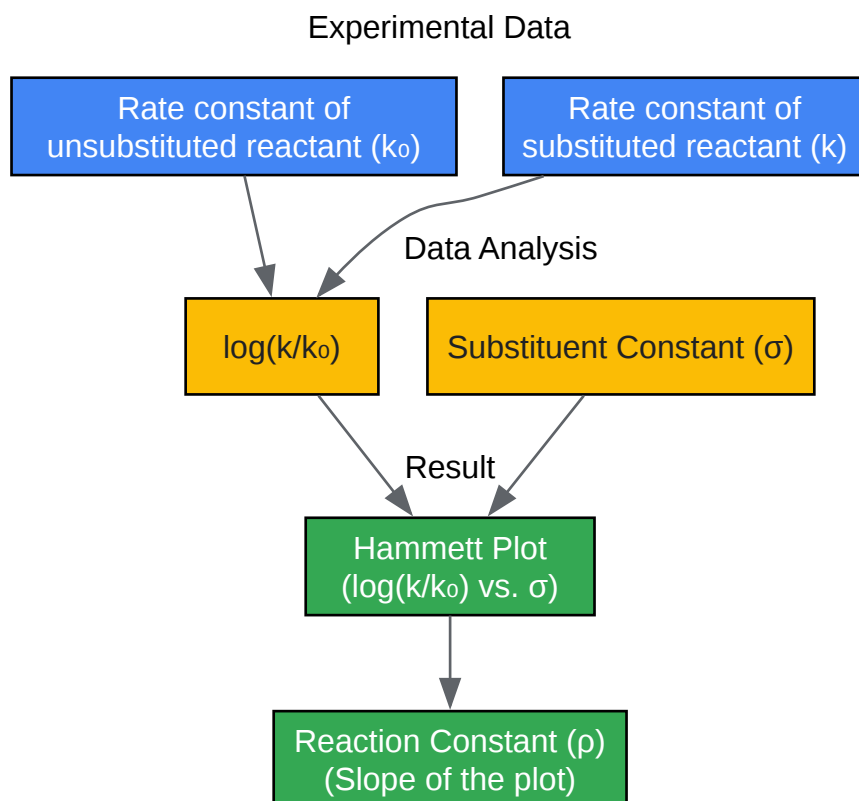 Experimental Data
Rate constant of
unsubstituted reactant (k₀)
Rate constant of
substituted reactant (k)
Data Analysis
log(k/k₀)
Substituent Constant (σ)
Result
Hammett Plot
(log(k/k₀) vs. σ)
Reaction Constant (ρ)
(Slope of the plot)